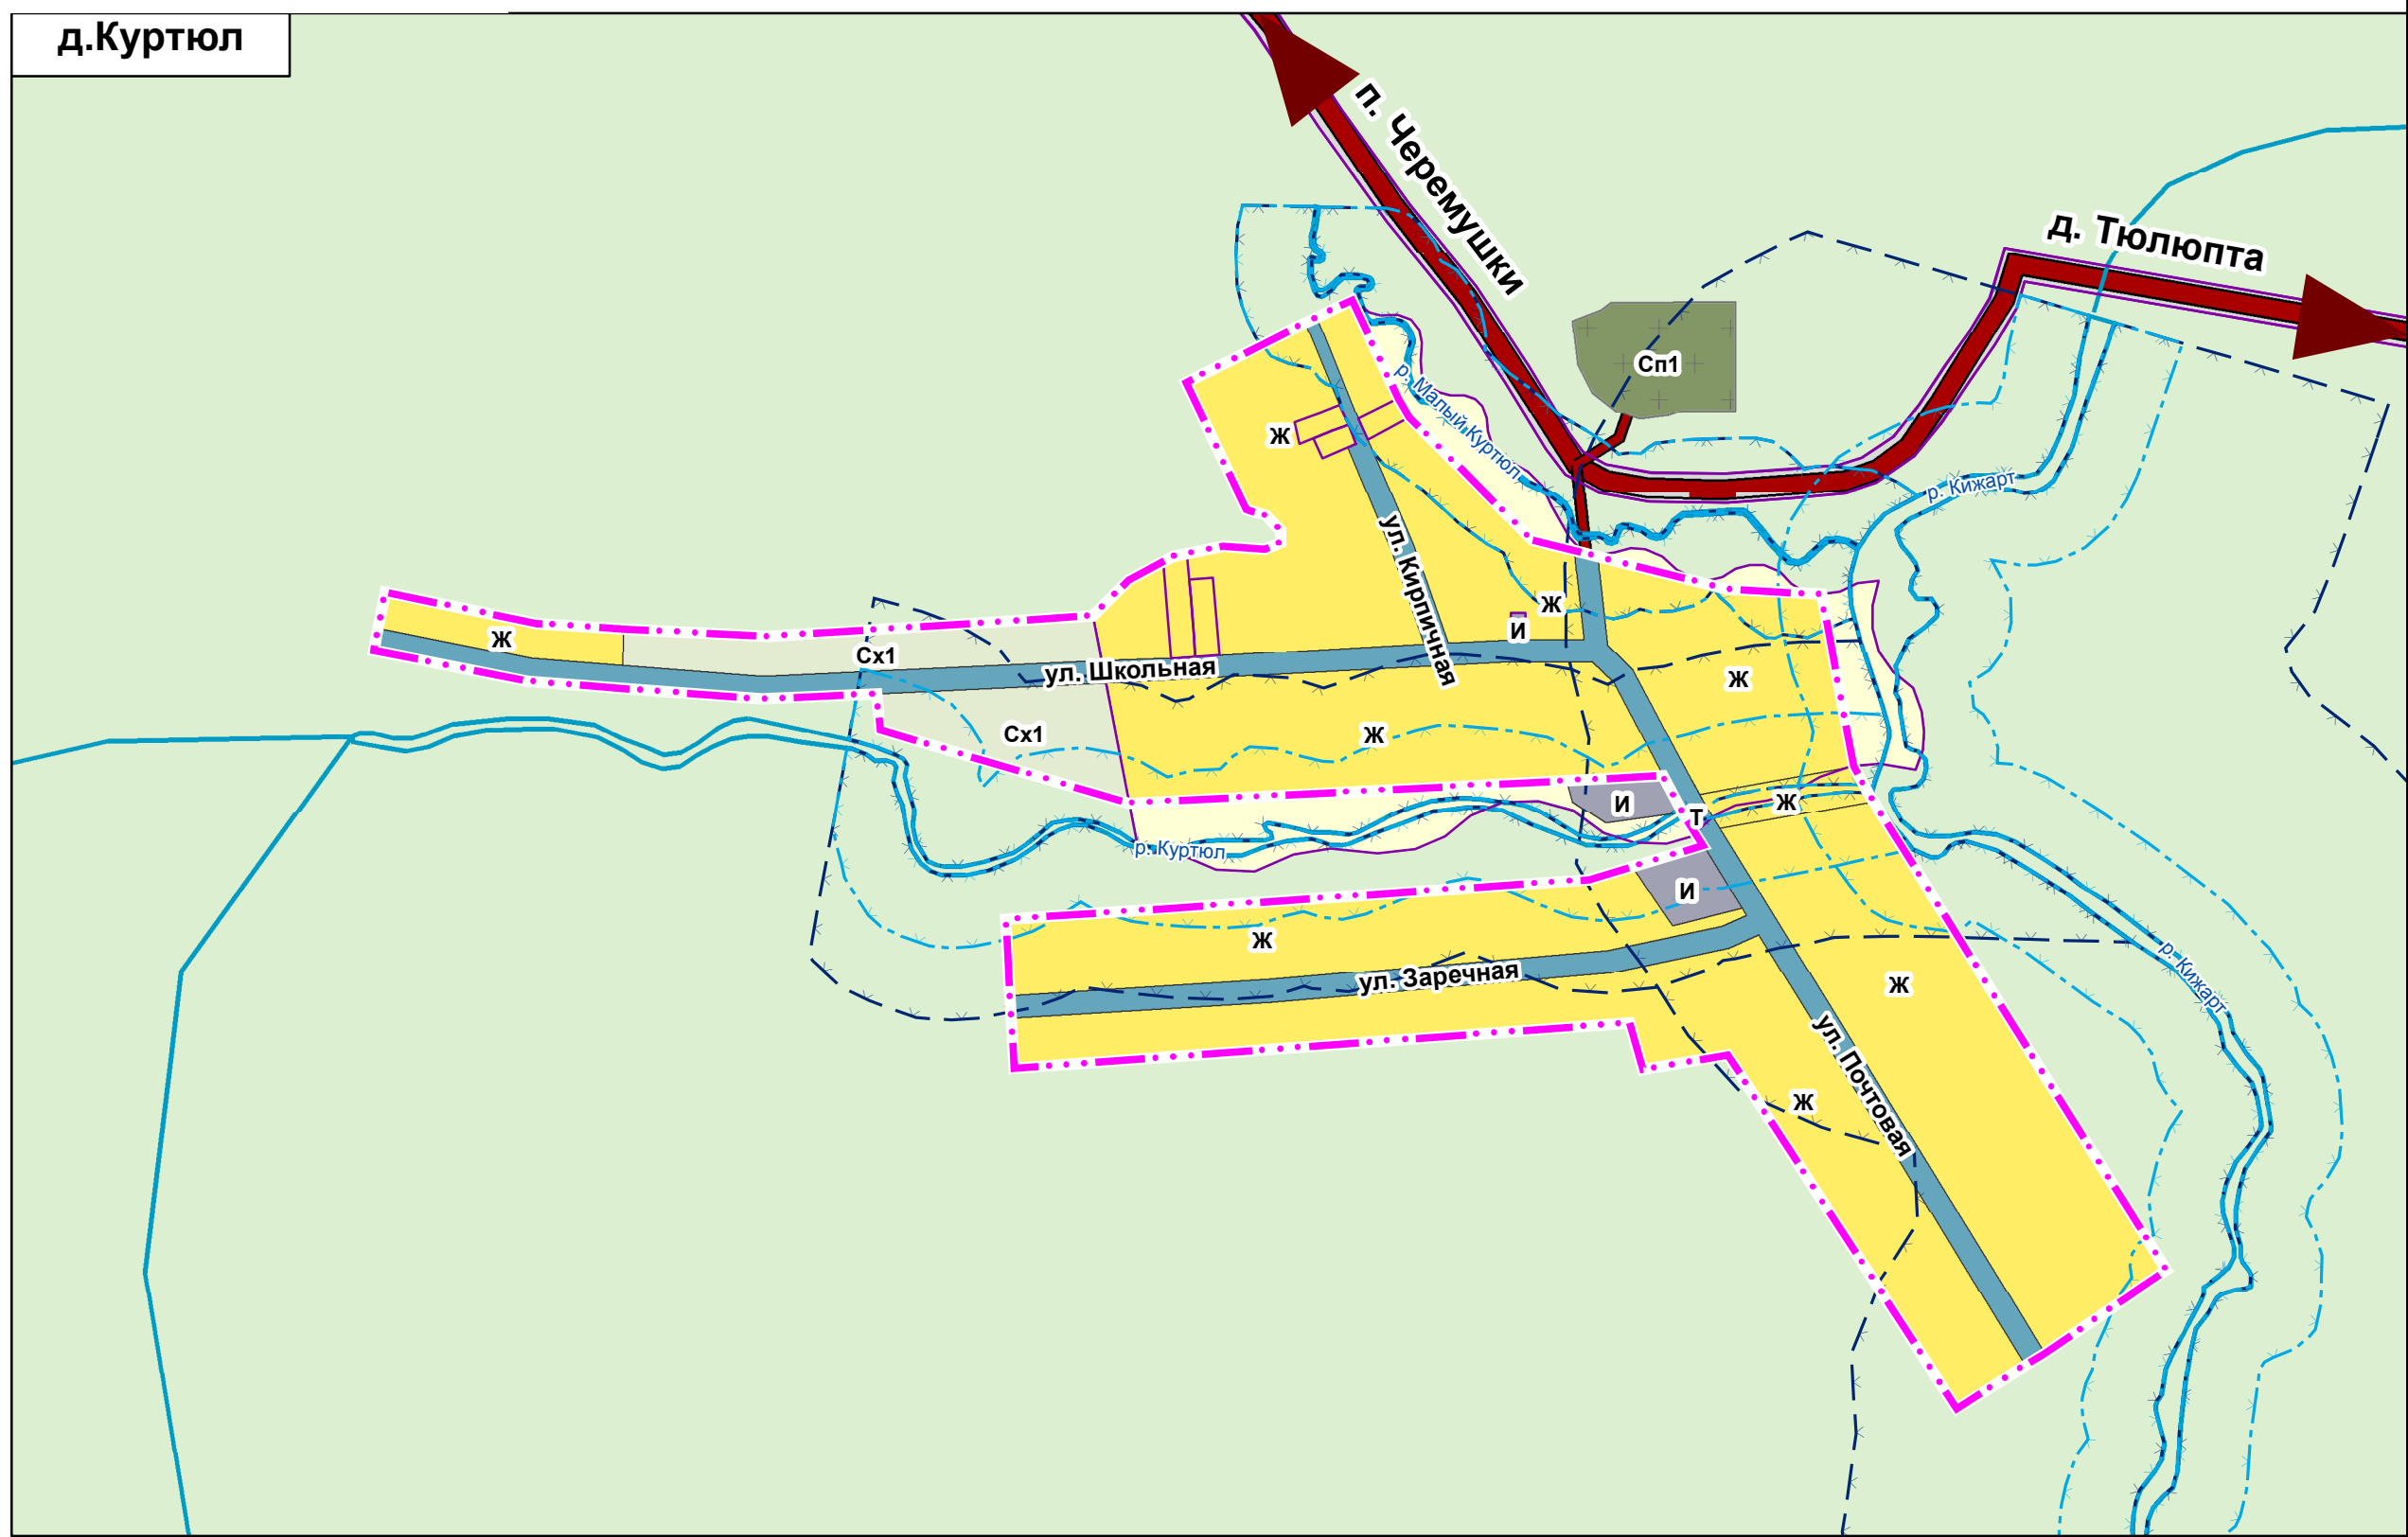 д.Куртюл
п. Черемушки
д. Тюлюпта
Сп1
р. Малый Куртюл
Ж
р. Кижарт
ул. Кирпичная
Ж
И
Ж
Сх1
ул. Школьная
Ж
Сх1
Ж
И
Ж
Т
р. Куртюл
И
Ж
ул. Заречная
р. Кижарт
Ж
ул. Почтовая
Ж